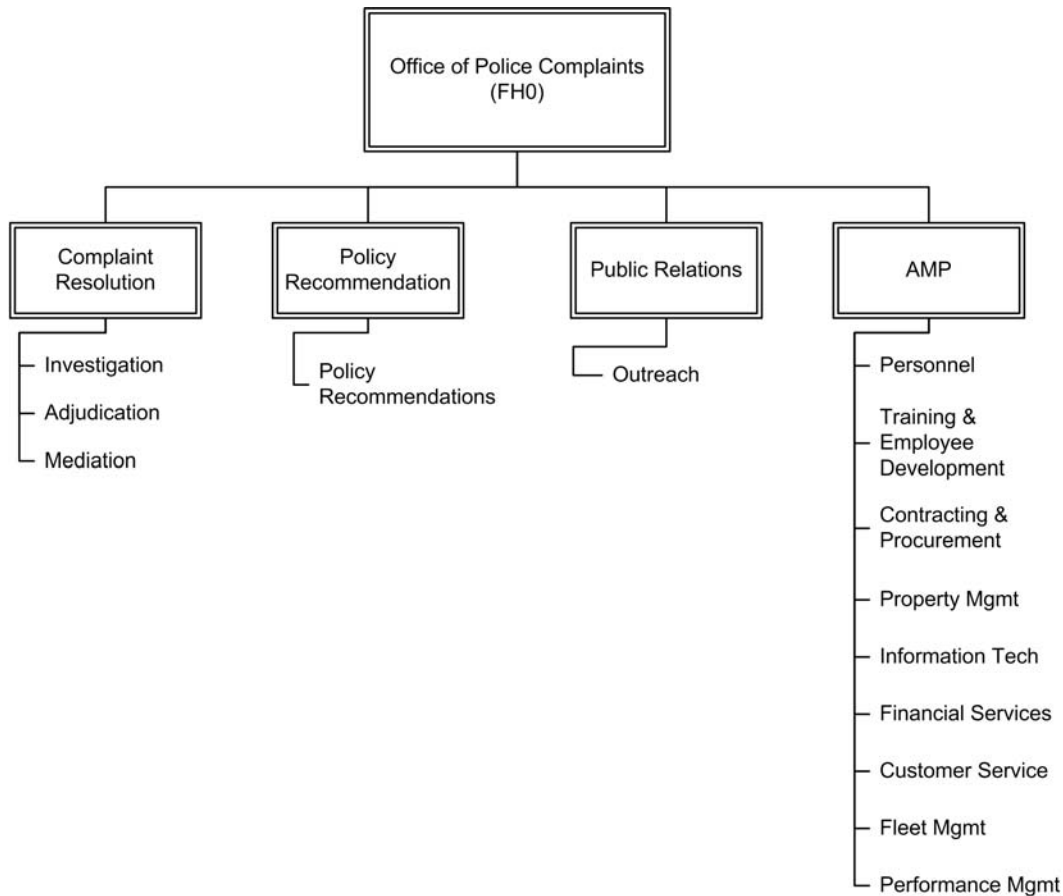 Office of Police Complaints
(FH0)
Complaint
Resolution
Investigation
Adjudication
Mediation
Policy
Recommendation
Policy
Recommendations
Public Relations
Outreach
AMP
Personnel
Training &
Employee
Development
Contracting &
Procurement
Property Mgmt
Information Tech
Financial Services
Customer Service
Fleet Mgmt
Performance Mgmt